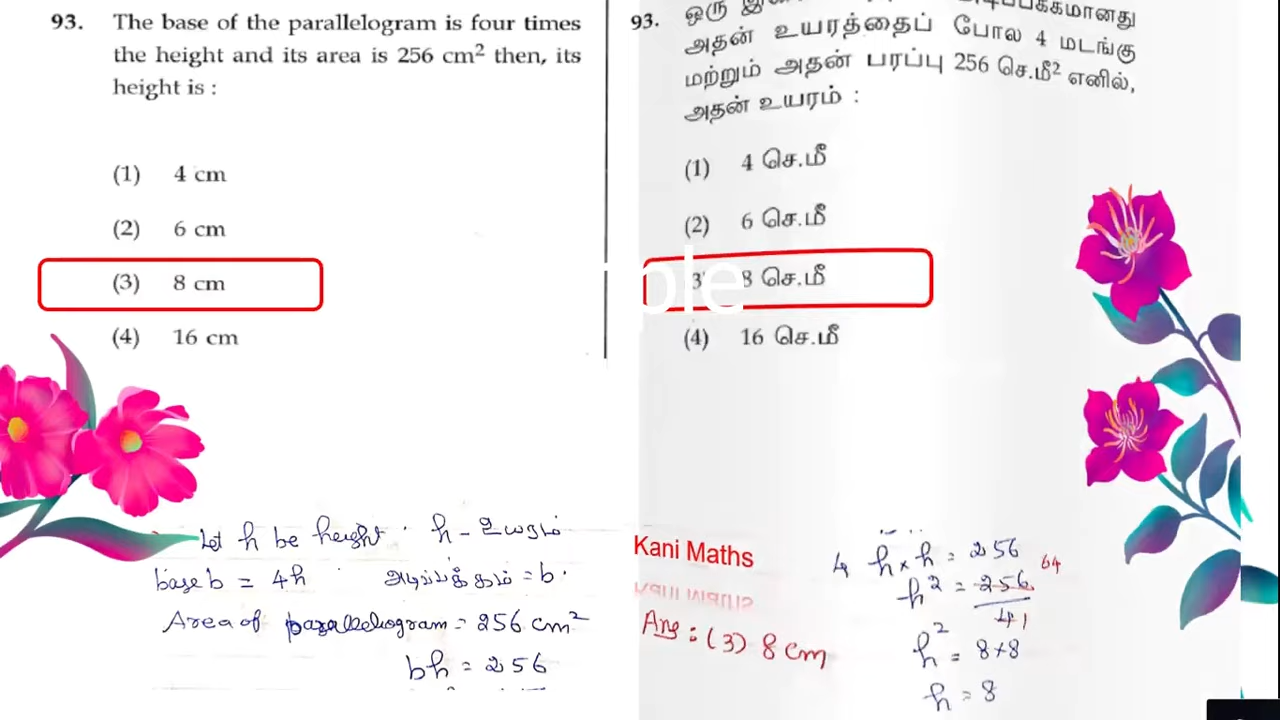 93. The base of the parallelogram is four times
the height and its area is 256 cm² then, its
height is :
(1) 4 cm
(2) 6 cm
(3) 8 cm
(4) 16 cm
93. ஒரு
அதன் உயரத்தைப் போல 4 மடங்கு
மற்றும் அதன் பரப்பு 256 செ.மீ² எனில்,
அதன் உயரம் :
(1) 4 செ.மீ
(2) 6 செ.மீ
8 செ.மீ
(4) 16 செ.மீ
ple
Let h be height h - உயரம்
base b = 4h அடிப்பக்கம் = b
Area of parallelogram = 256 cm²
bh = 256
Kani Maths
Ans : (3) 8 cm
4 h × h = 256
h² = 256 64
4 1
h² = 8×8
h = 8